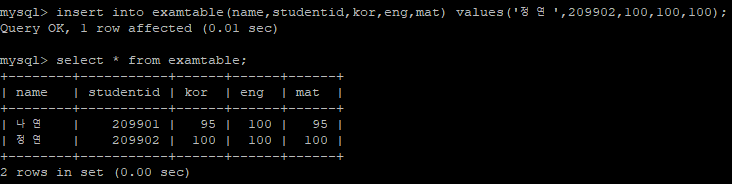 mysql> insert into examtable(name,studentid,kor,eng,mat) values('정연',209902,100,100,100);
Query OK, 1 row affected (0.01 sec)
mysql> select * from examtable;
+--------+-----------+------+------+------+
| name   | studentid | kor  | eng  | mat  |
+--------+-----------+------+------+------+
| 나연   |    209901 |   95 |  100 |   95 |
| 정연   |    209902 |  100 |  100 |  100 |
+--------+-----------+------+------+------+
2 rows in set (0.00 sec)